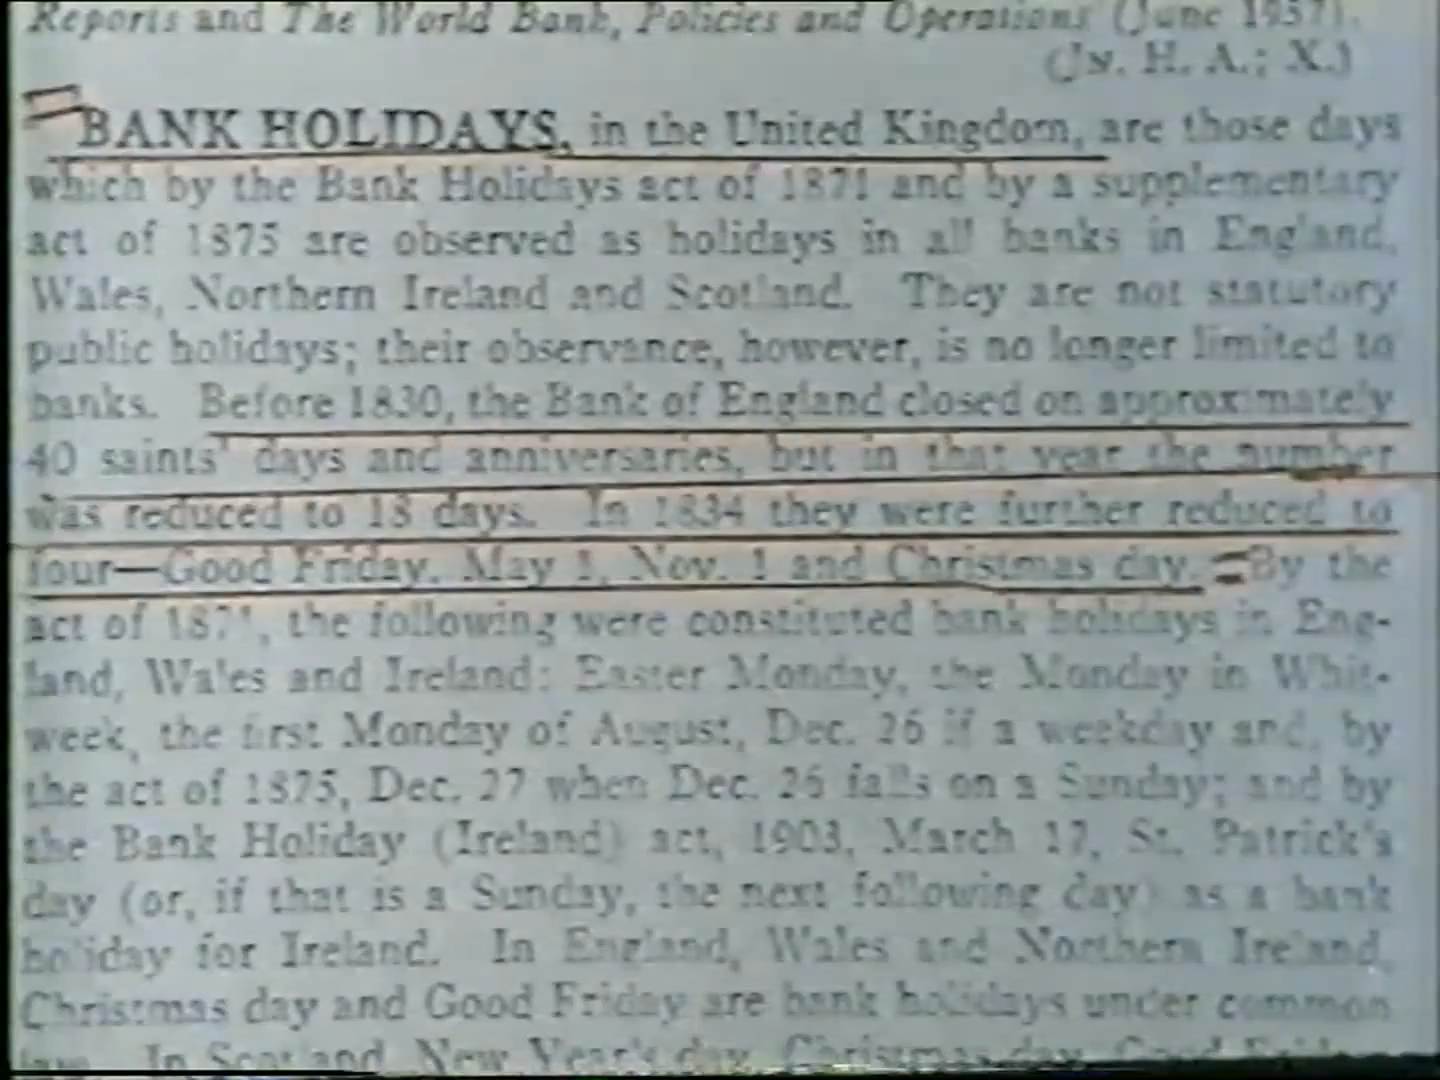 Reports and The World Bank, Policies and Operations (June 1957).
(JN. H. A.; X.)
BANK HOLIDAYS, in the United Kingdom, are those days
which by the Bank Holidays act of 1871 and by a supplementary
act of 1875 are observed as holidays in all banks in England,
Wales, Northern Ireland and Scotland. They are not statutory
public holidays; their observance, however, is no longer limited to
banks. Before 1830, the Bank of England closed on approximately
40 saints' days and anniversaries, but in that year the number
was reduced to 18 days. In 1834 they were further reduced to
four—Good Friday, May 1, Nov. 1 and Christmas day. By the
act of 1871, the following were constituted bank holidays in Eng-
land, Wales and Ireland: Easter Monday, the Monday in Whit-
week, the first Monday of August, Dec. 26 if a weekday and, by
the act of 1875, Dec. 27 when Dec. 26 falls on a Sunday; and by
the Bank Holiday (Ireland) act, 1903, March 17, St. Patrick's
day (or, if that is a Sunday, the next following day) as a bank
holiday for Ireland. In England, Wales and Northern Ireland,
Christmas day and Good Friday are bank holidays under common
law. In Scotland, New Year's day, Christmas day, Good Friday